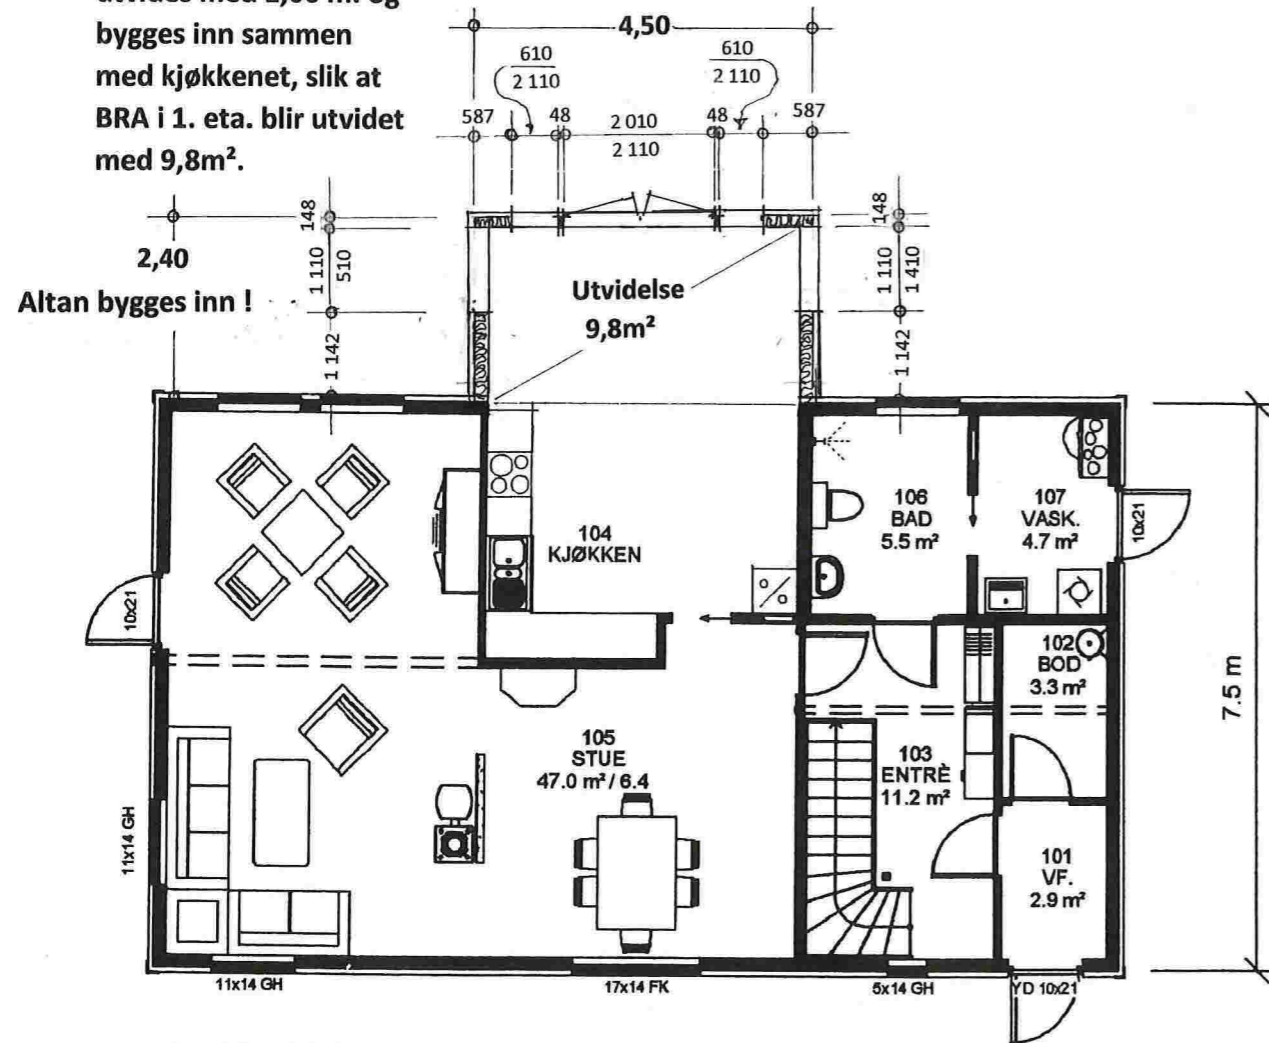 bygges inn sammen
med kjøkkenet, slik at
BRA i 1. eta. blir utvidet
med 9,8m².
4,50
610
2 110
610
2 110
587
48
2 010
2 110
48
587
148
1 110
510
1 142
148
1 110
1 410
1 142
2,40
Altan bygges inn !
Utvidelse
9,8m²
104
KJØKKEN
106
BAD
5.5 m²
107
VASK.
4.7 m²
10x21
10x21
102
BOD
3.3 m²
7.5 m
105
STUE
47.0 m² / 6.4
103
ENTRÈ
11.2 m²
101
VF.
2.9 m²
11x14 GH
11x14 GH
17x14 FK
5x14 GH
YD 10x21